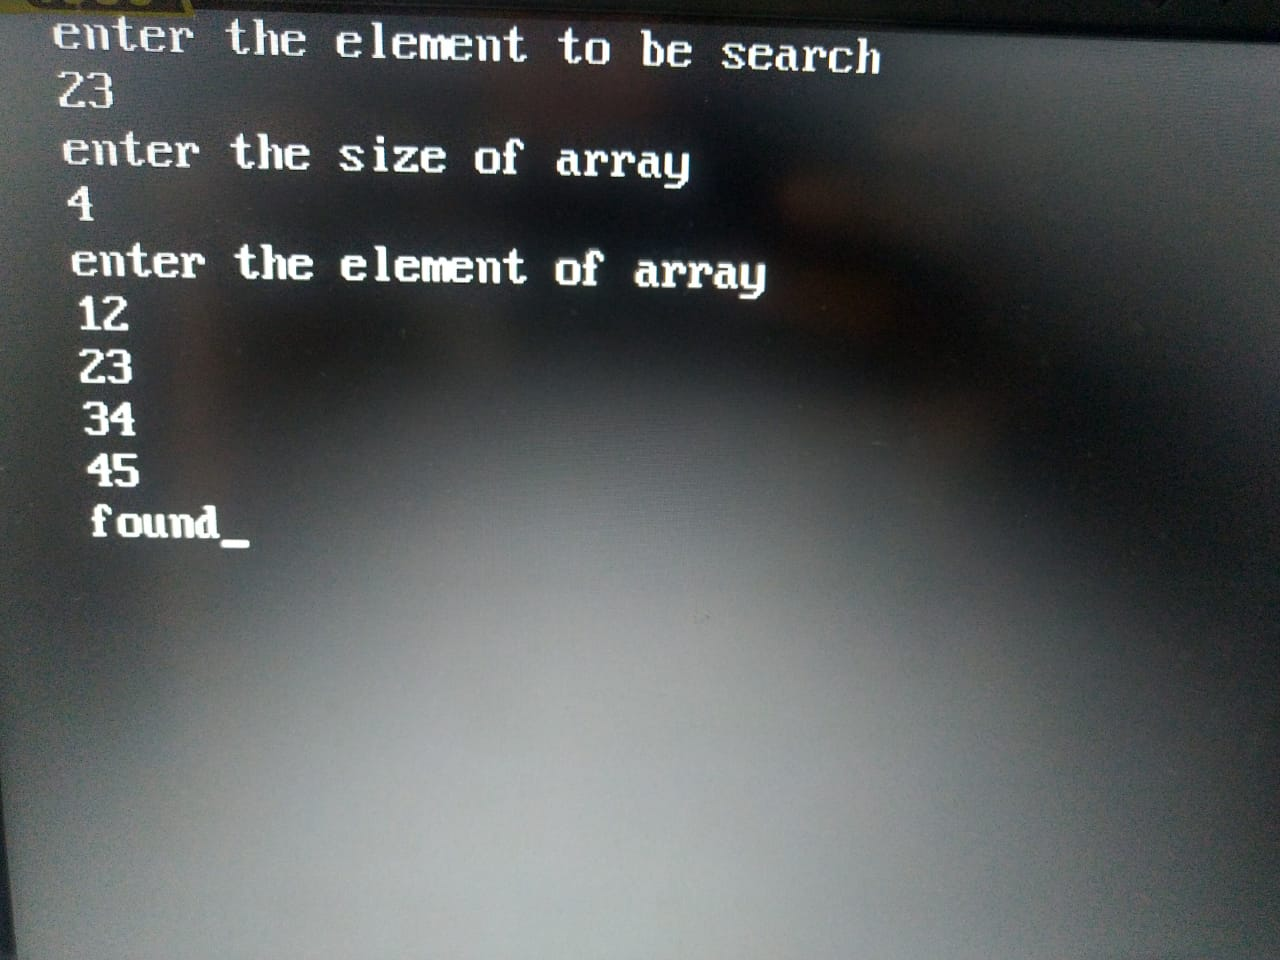 enter the element to be search
23
enter the size of array
4
enter the element of array
12
23
34
45
found_